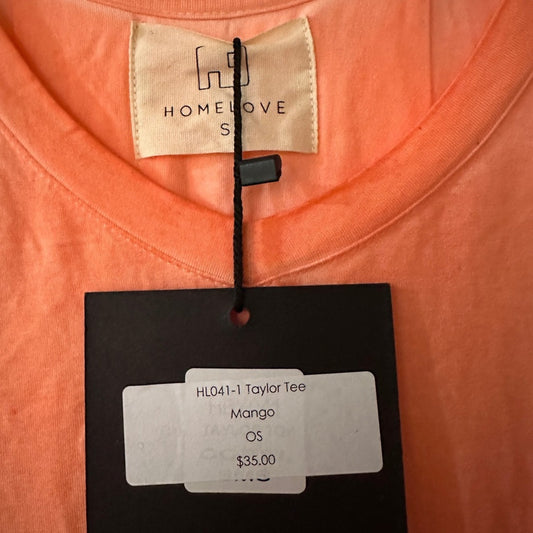 HOMELOVE
S
HL041-1 Taylor Tee
Mango
OS
$35.00